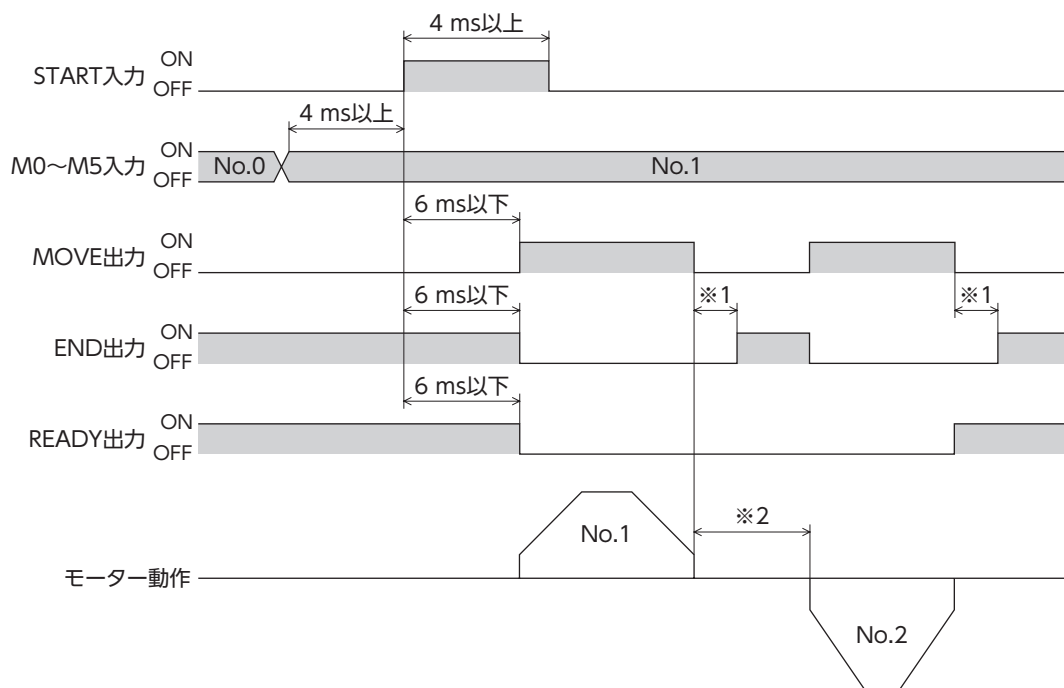 4 ms以上
START入力 ON
OFF
4 ms以上
M0～M5入力 ON
OFF
No.0
No.1
6 ms以下
MOVE出力 ON
OFF
6 ms以下
※1
※1
END出力 ON
OFF
6 ms以下
READY出力 ON
OFF
※2
No.1
モーター動作
No.2